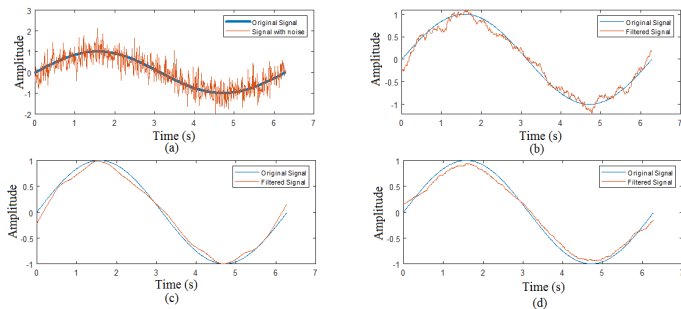 3
2
1
0
-1
-2
Amplitude
Original Signal
Signal with noise
0 1 2 3 4 5 6 7
Time (s)
(a)
1
0.5
0
-0.5
-1
Amplitude
Original Signal
Filtered Signal
0 1 2 3 4 5 6 7
Time (s)
(b)
1
0.5
0
-0.5
-1
Amplitude
Original Signal
Filtered Signal
0 1 2 3 4 5 6 7
Time (s)
(c)
1
0.5
0
-0.5
-1
Amplitude
Original Signal
Filtered Signal
0 1 2 3 4 5 6 7
Time (s)
(d)